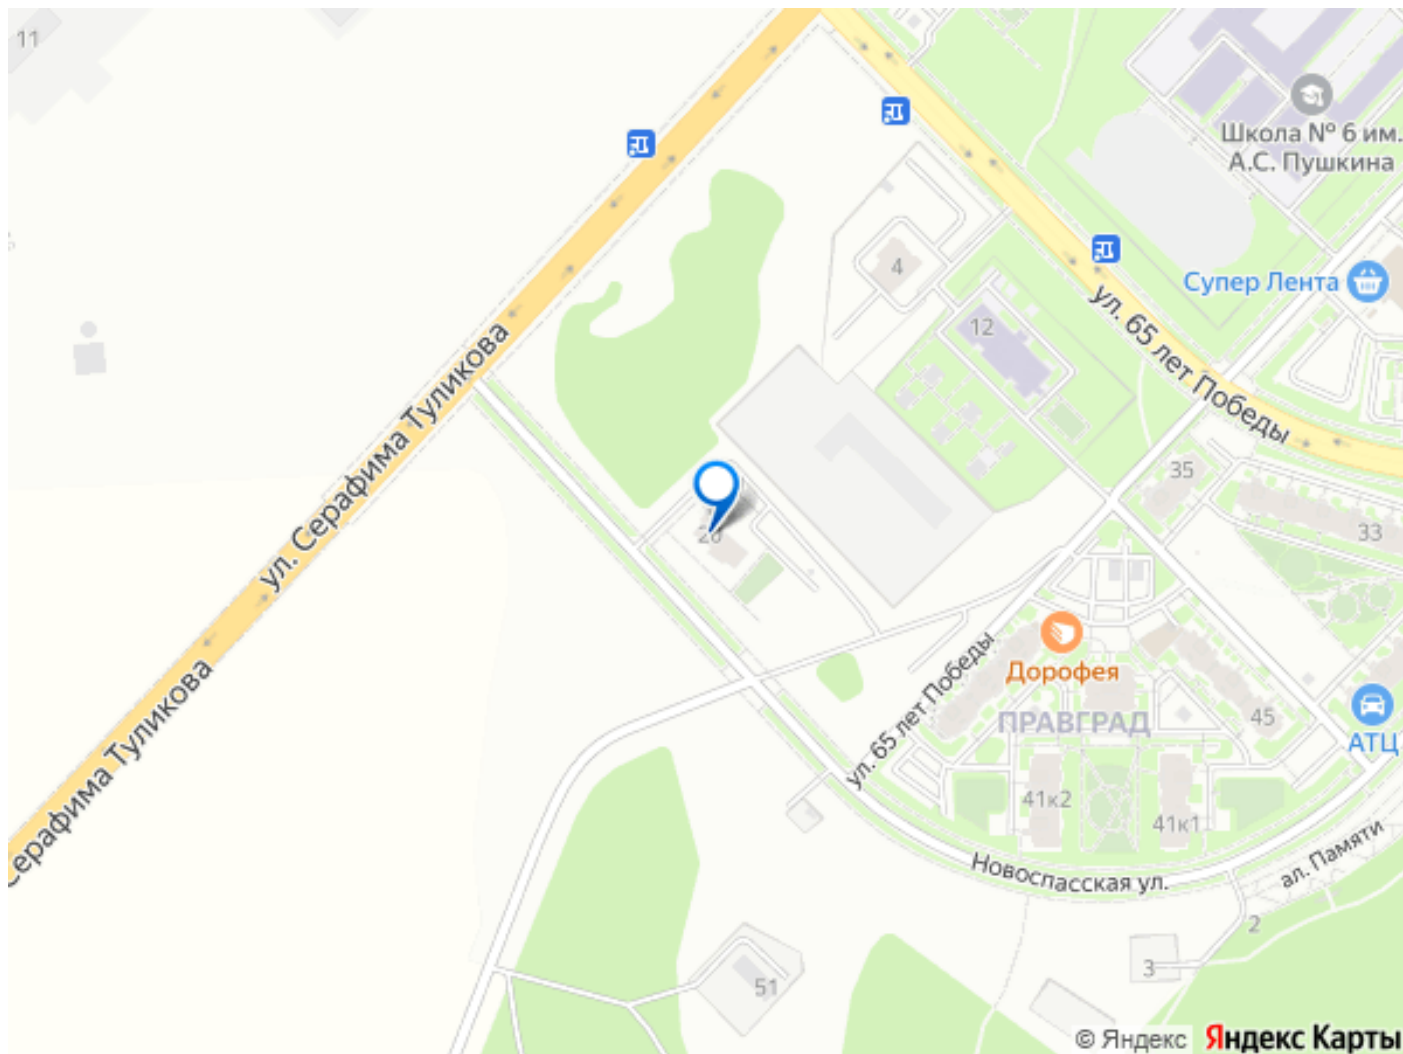 11
Школа № 6 им.
А.С. Пушкина
4
Супер Лента
12
ул. 65 лет Победы
ул. Серафима Туликова
35
33
20
Дорофея
ПРАВГРАД
45
ул. 65 лет Победы
АТЦ
Серафима Туликова
41к2
41к1
Новоспасская ул.
ал. Памяти
2
3
51
© Яндекс
Яндекс Карты